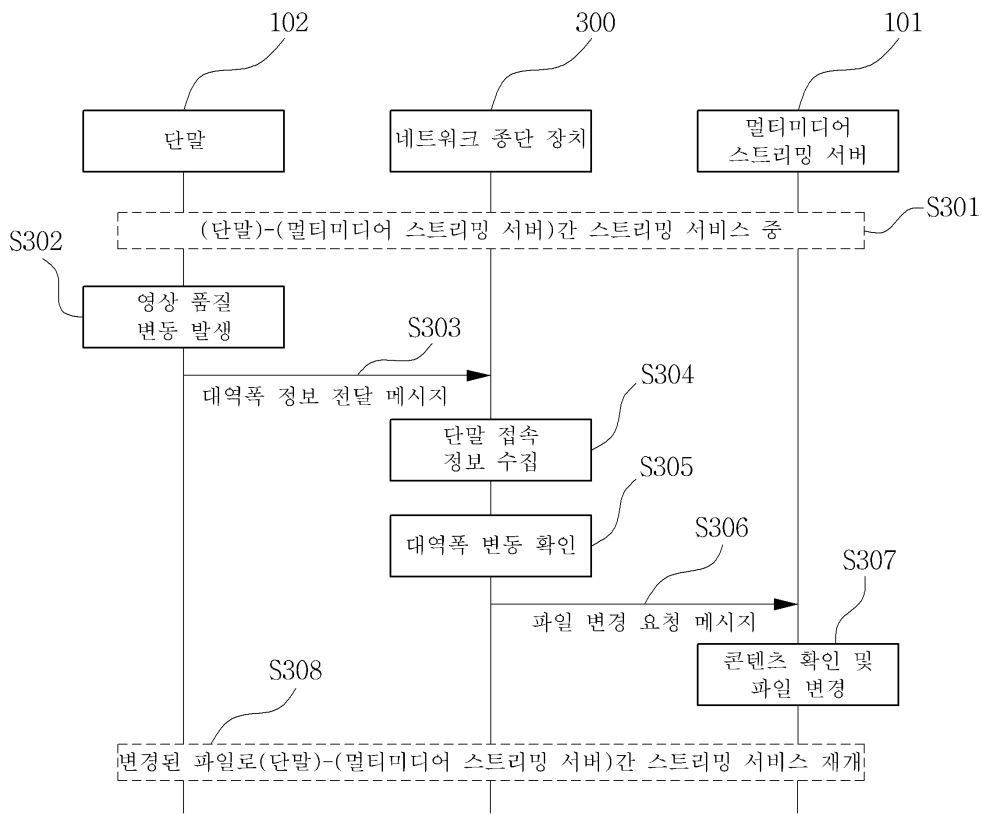 102
300
101
단말
네트워크 종단 장치
멀티미디어
스트리밍 서버
S301
(단말)-(멀티미디어 스트리밍 서버)간 스트리밍 서비스 중
S302
영상 품질
변동 발생
S303
대역폭 정보 전달 메시지
S304
단말 접속
정보 수집
S305
대역폭 변동 확인
S306
파일 변경 요청 메시지
S307
콘텐츠 확인 및
파일 변경
S308
변경된 파일로(단말)-(멀티미디어 스트리밍 서버)간 스트리밍 서비스 재개